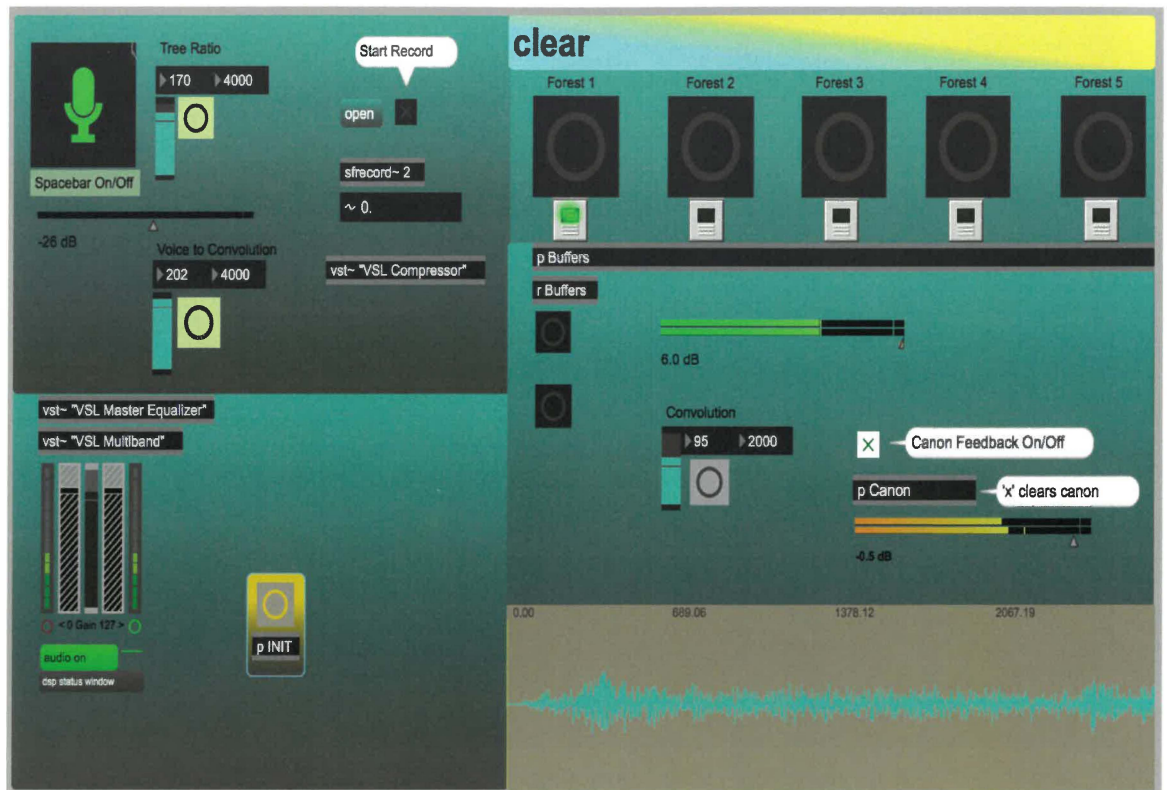 Tree Ratio
170 4000
Spacebar On/Off
-26 dB
Voice to Convolution
202 4000
Start Record
open
sfrecord~ 2
~ 0.
vst~ "VSL Compressor"
clear
Forest 1 Forest 2 Forest 3 Forest 4 Forest 5
p Buffers
r Buffers
6.0 dB
Convolution
95 2000
Canon Feedback On/Off
p Canon
'x' clears canon
-0.5 dB
vst~ "VSL Master Equalizer"
vst~ "VSL Multiband"
< 0 Gain 127 >
audio on
dsp status window
p INIT
0.00 689.06 1378.12 2067.19